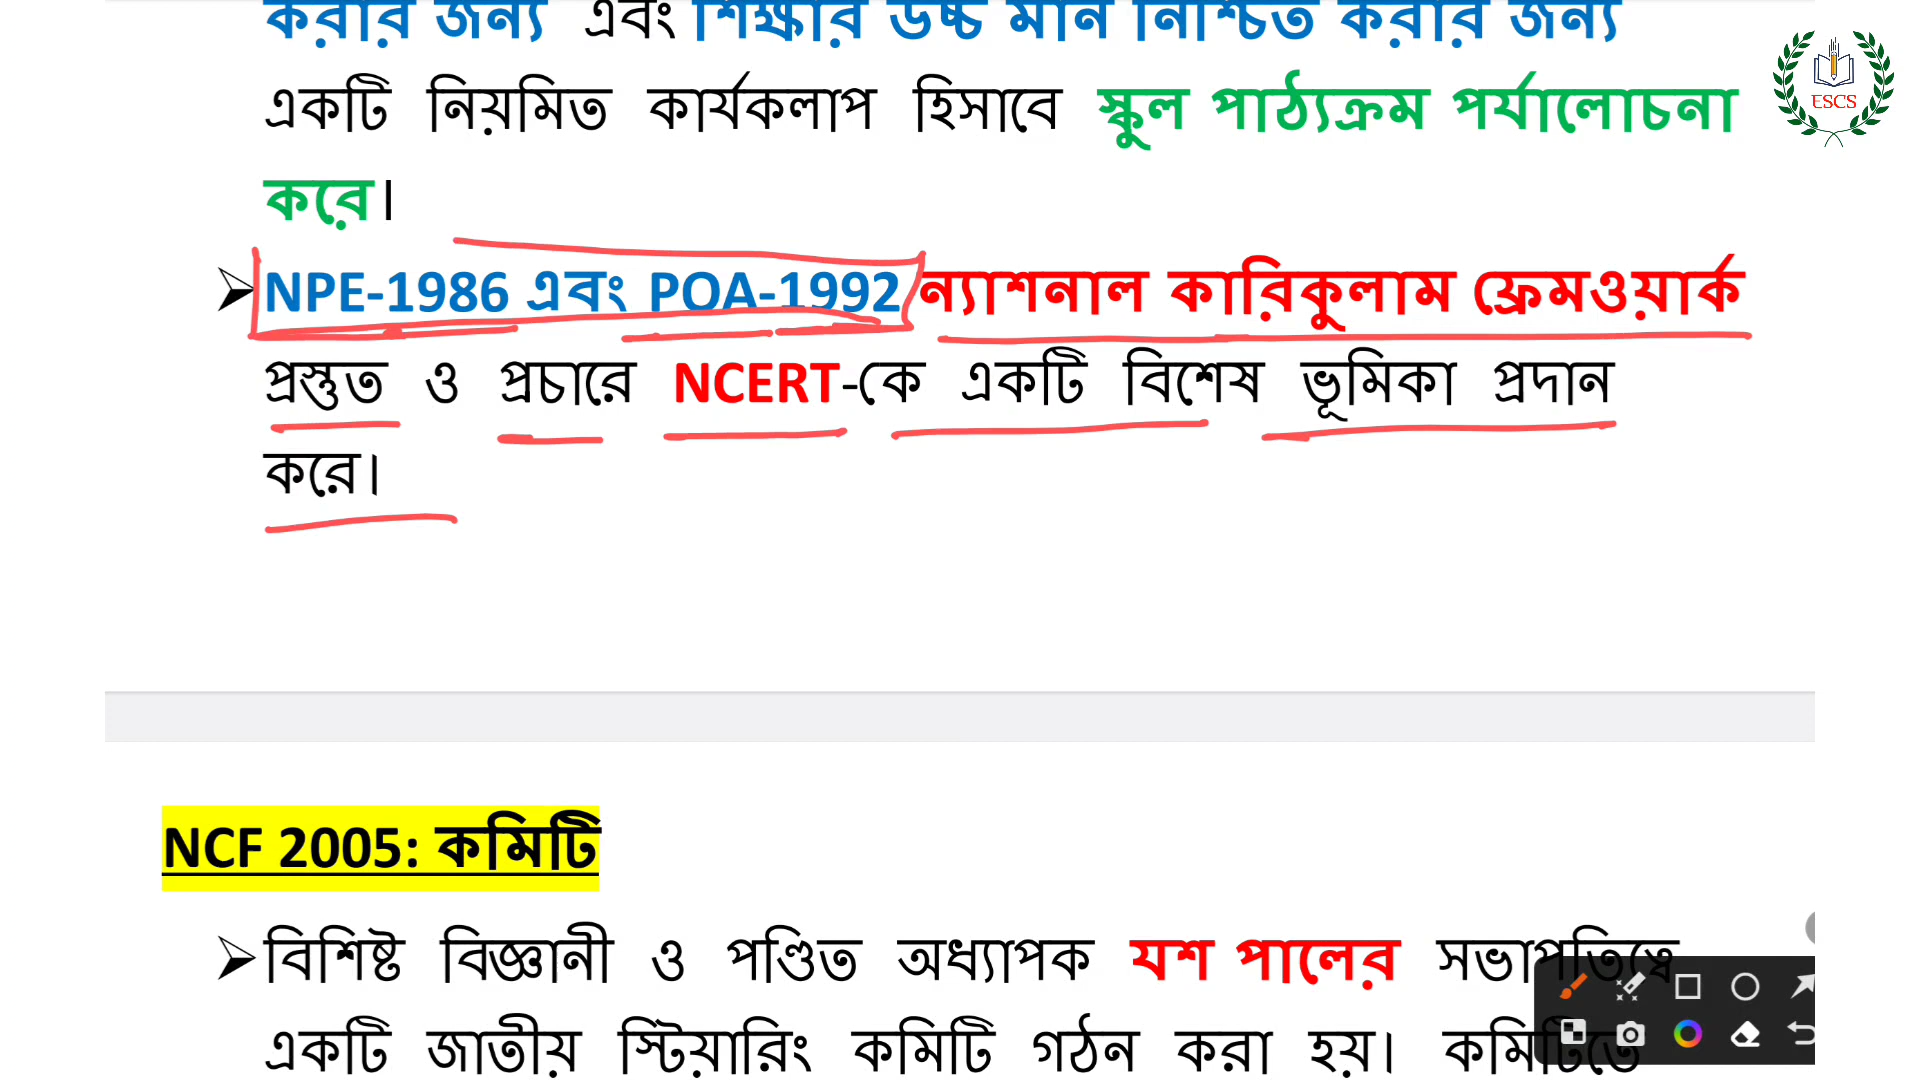 করার জন্য এবং শিক্ষার উচ্চ মান নিশ্চিত করার জন্য
একটি নিয়মিত কার্যকলাপ হিসাবে স্কুল পাঠ্যক্রম পর্যালোচনা
করে।
ESCS
➢NPE-1986 এবং POA-1992 ন্যাশনাল কারিকুলাম ফ্রেমওয়ার্ক
প্রস্তুত ও প্রচারে NCERT-কে একটি বিশেষ ভূমিকা প্রদান
করে।
NCF 2005: কমিটি
➢বিশিষ্ট বিজ্ঞানী ও পণ্ডিত অধ্যাপক যশ পালের সভাপতিত্বে
একটি জাতীয় স্টিয়ারিং কমিটি গঠন করা হয়। কমিটিতে